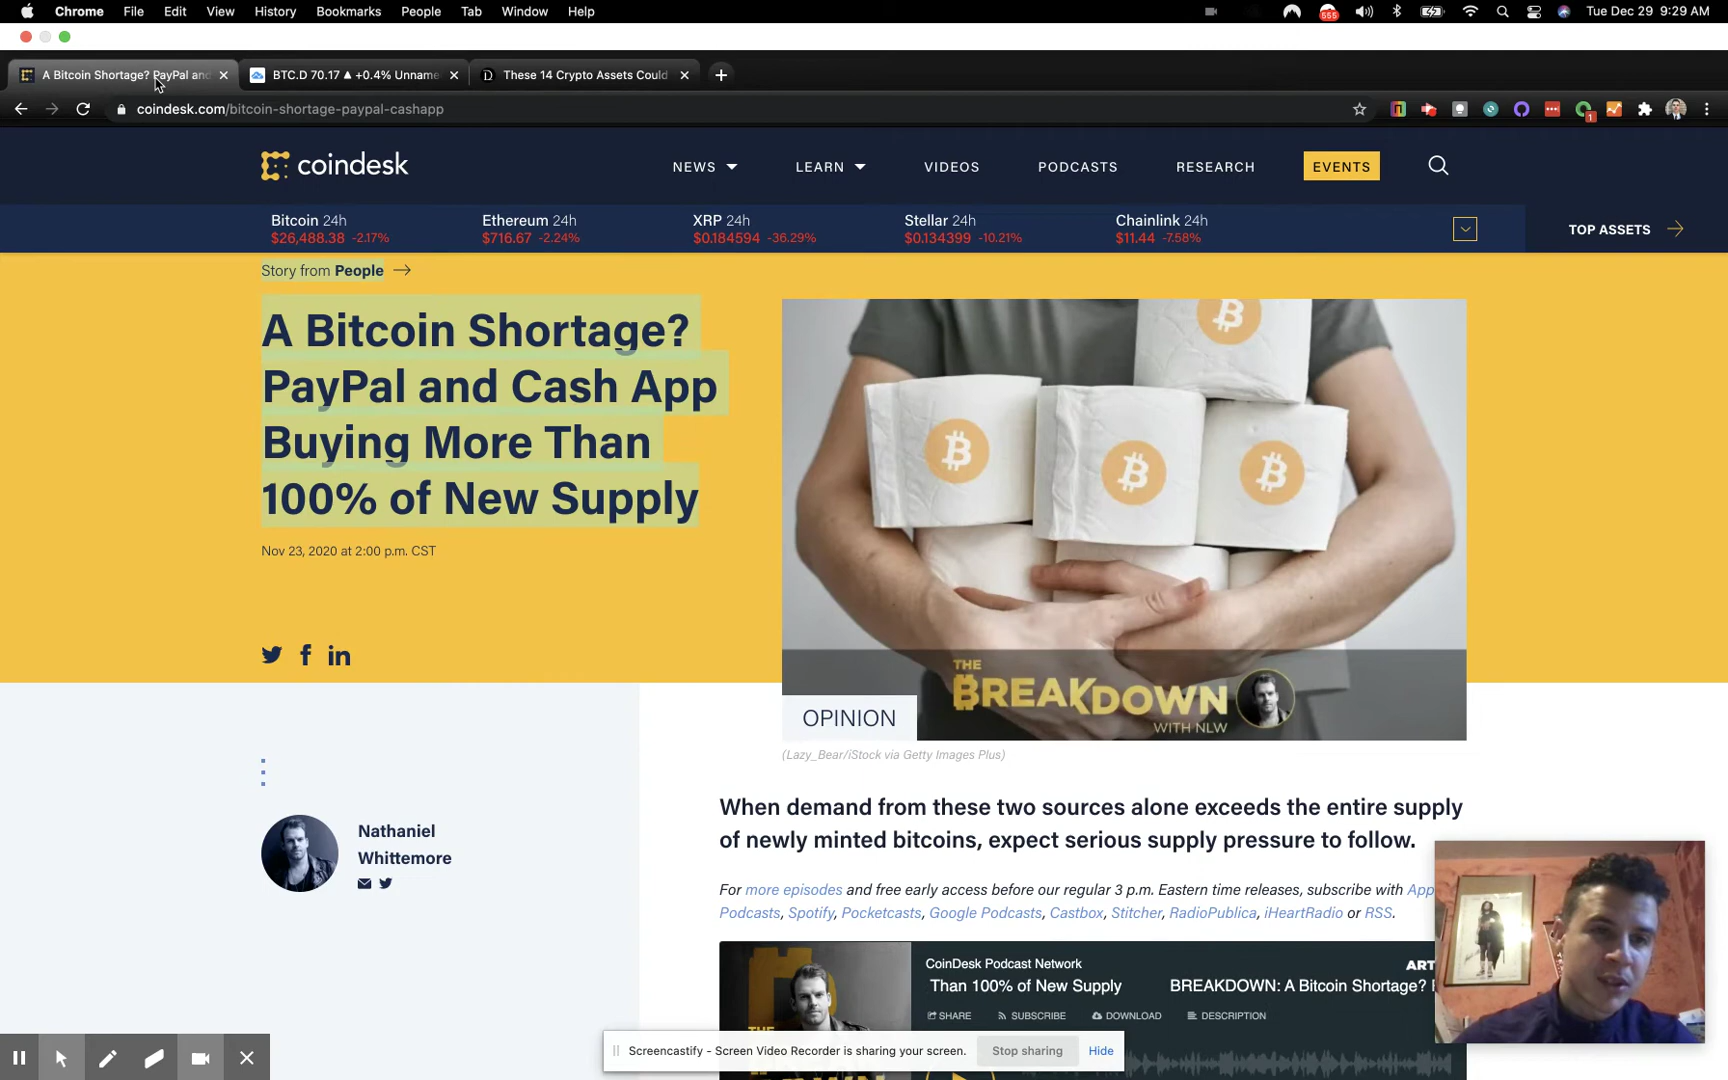 Chrome File Edit View History Bookmarks People Tab Window Help
555
Tue Dec 29 9:29 AM
A Bitcoin Shortage? PayPal and
BTC.D 70.17 ▲ +0.4% Unname
These 14 Crypto Assets Could
coindesk.com/bitcoin-shortage-paypal-cashapp
1
coindesk
NEWS LEARN VIDEOS PODCASTS RESEARCH EVENTS
Bitcoin 24h
$26,488.38 -2.17%
Ethereum 24h
$716.67 -2.24%
XRP 24h
$0.184594 -36.29%
Stellar 24h
$0.134399 -10.21%
Chainlink 24h
$11.44 -7.58%
TOP ASSETS
Story from People
A Bitcoin Shortage?
PayPal and Cash App
Buying More Than
100% of New Supply
Nov 23, 2020 at 2:00 p.m. CST
THE
BREAKDOWN
WITH NLW
OPINION
(Lazy_Bear/iStock via Getty Images Plus)
Nathaniel
Whittemore
When demand from these two sources alone exceeds the entire supply
of newly minted bitcoins, expect serious supply pressure to follow.
For more episodes and free early access before our regular 3 p.m. Eastern time releases, subscribe with App
Podcasts, Spotify, Pocketcasts, Google Podcasts, Castbox, Stitcher, RadioPublica, iHeartRadio or RSS.
CoinDesk Podcast Network
ART
Than 100% of New Supply BREAKDOWN: A Bitcoin Shortage?
SHARE SUBSCRIBE DOWNLOAD DESCRIPTION
THE
Screencastify - Screen Video Recorder is sharing your screen.
Stop sharing
Hide